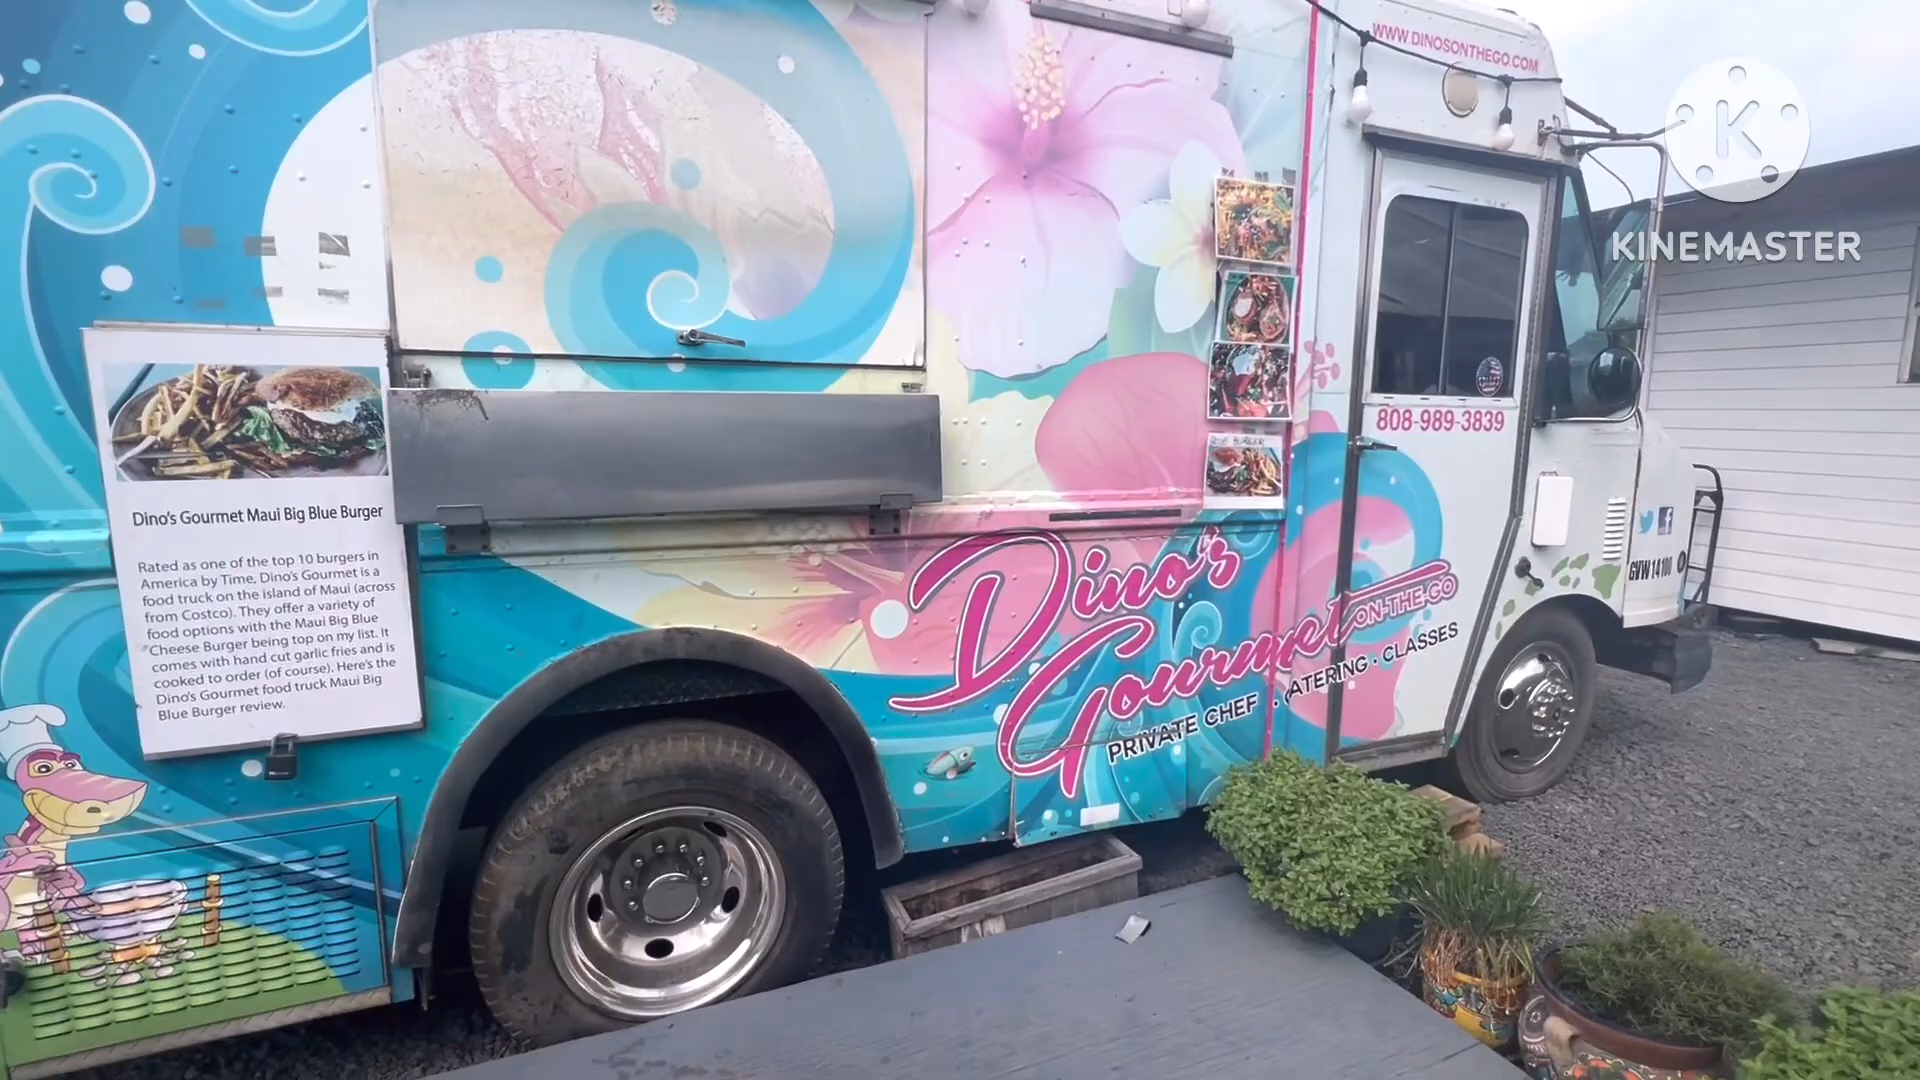 WWW.DINOSONTHEGO.COM
KINEMASTER
808-989-3839
BLUE BURGER
Dino's Gourmet Maui Big Blue Burger
Rated as one of the top 10 burgers in
America by Time, Dino's Gourmet is a
food truck on the island of Maui (across
from Costco). They offer a variety of
food options with the Maui Big Blue
Cheese Burger being top on my list. It
comes with hand cut garlic fries and is
cooked to order (of course). Here's the
Dino's Gourmet food truck Maui Big
Blue Burger review.
Dino's
Gourmet
ON-THE-GO
PRIVATE CHEF • CATERING • CLASSES
GVW14100